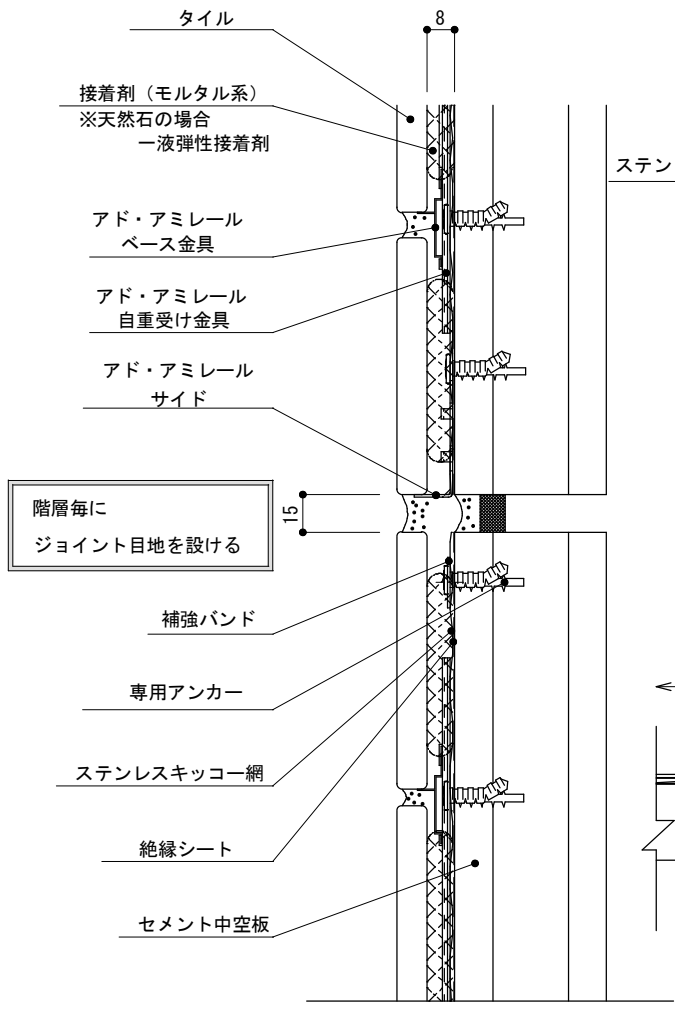 タイル
8
接着剤（モルタル系）
※天然石の場合
一液弾性接着剤
ステン
アド・アミレール
ベース金具
アド・アミレール
自重受け金具
アド・アミレール
サイド
階層毎に
ジョイント目地を設ける
15
補強バンド
専用アンカー
ステンレスキッコー網
絶縁シート
セメント中空板